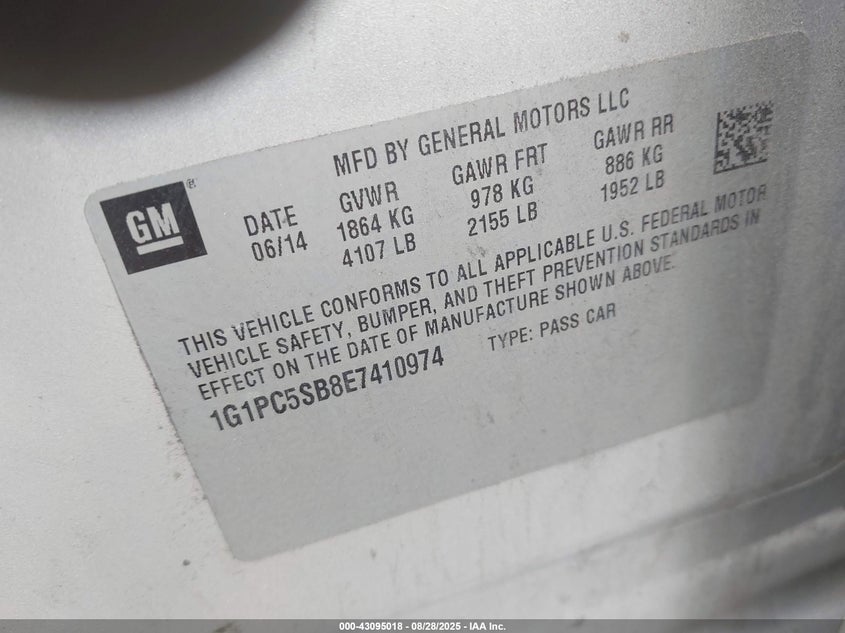 MFD BY GENERAL MOTORS LLC
GM®
DATE GVWR GAWR FRT GAWR RR
06/14 1864 KG 978 KG 886 KG
4107 LB 2155 LB 1952 LB
THIS VEHICLE CONFORMS TO ALL APPLICABLE U.S. FEDERAL MOTOR
VEHICLE SAFETY, BUMPER, AND THEFT PREVENTION STANDARDS IN
EFFECT ON THE DATE OF MANUFACTURE SHOWN ABOVE.
1G1PC5SB8E7410974 TYPE: PASS CAR
000-43095018 - 08/28/2025 - IAA Inc.